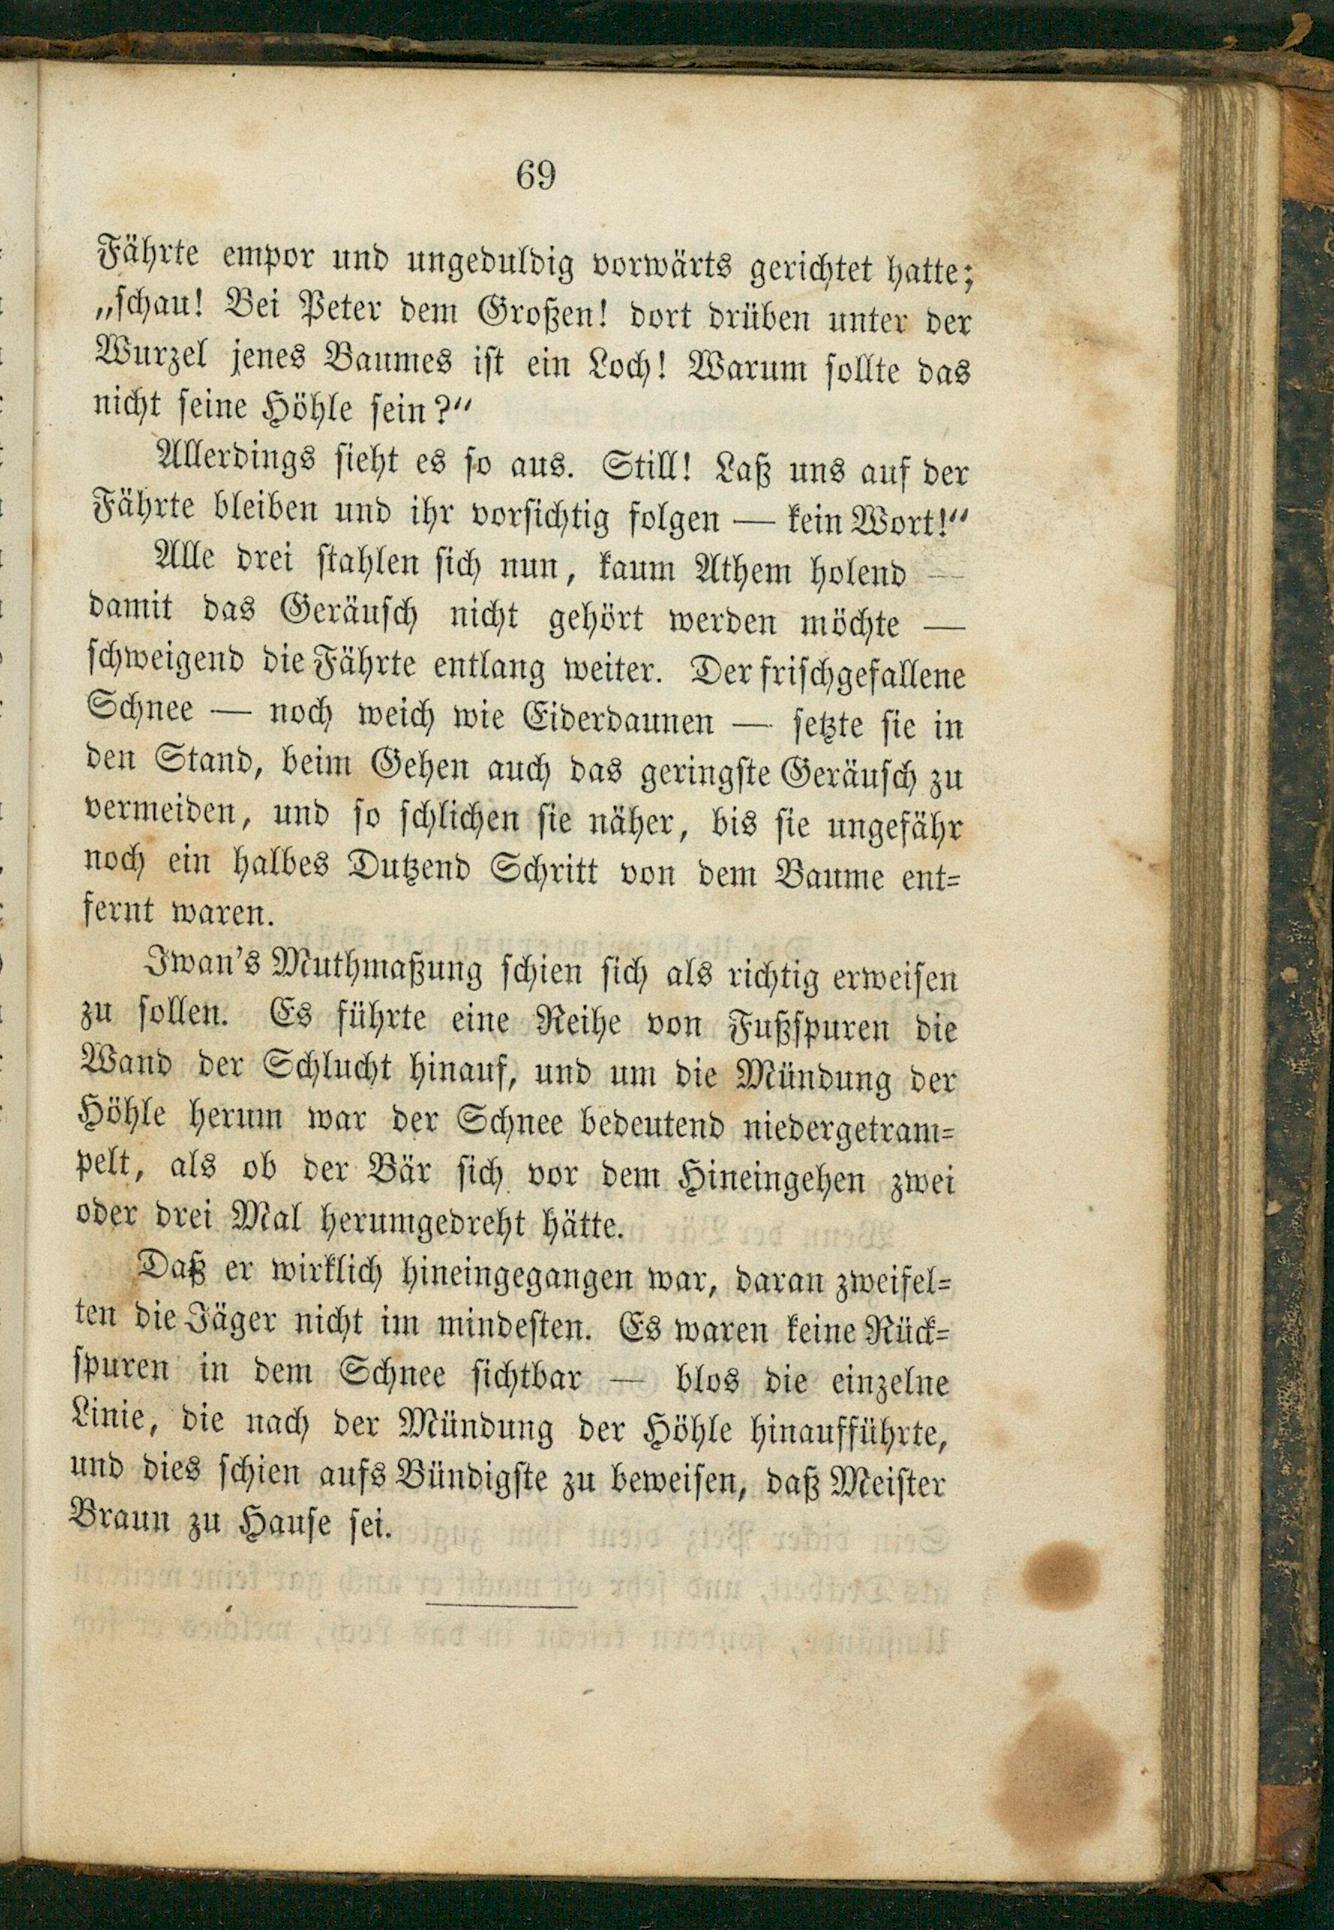 69
Fährte empor und ungeduldig vorwärts gerichtet hatte;
„schau! Bei Peter dem Großen! dort drüben unter der
Wurzel jenes Baumes ist ein Loch! Warum sollte das
nicht seine Höhle sein?“
Allerdings sieht es so aus. Still! Laß uns auf der
Fährte bleiben und ihr vorsichtig folgen — kein Wort!“
Alle drei stahlen sich nun, kaum Athem holend —
damit das Geräusch nicht gehört werden möchte —
schweigend die Fährte entlang weiter. Der frischgefallene
Schnee — noch weich wie Eiderdaunen — setzte sie in
den Stand, beim Gehen auch das geringste Geräusch zu
vermeiden, und so schlichen sie näher, bis sie ungefähr
noch ein halbes Dutzend Schritt von dem Baume ent=
fernt waren.
Iwan’s Muthmaßung schien sich als richtig erweisen
zu sollen. Es führte eine Reihe von Fußspuren die
Wand der Schlucht hinauf, und um die Mündung der
Höhle herum war der Schnee bedeutend niedergetram=
pelt, als ob der Bär sich vor dem Hineingehen zwei
oder drei Mal herumgedreht hätte.
Daß er wirklich hineingegangen war, daran zweifel=
ten die Jäger nicht im mindesten. Es waren keine Rück=
spuren in dem Schnee sichtbar — blos die einzelne
Linie, die nach der Mündung der Höhle hinaufführte,
und dies schien aufs Bündigste zu beweisen, daß Meister
Braun zu Hause sei.